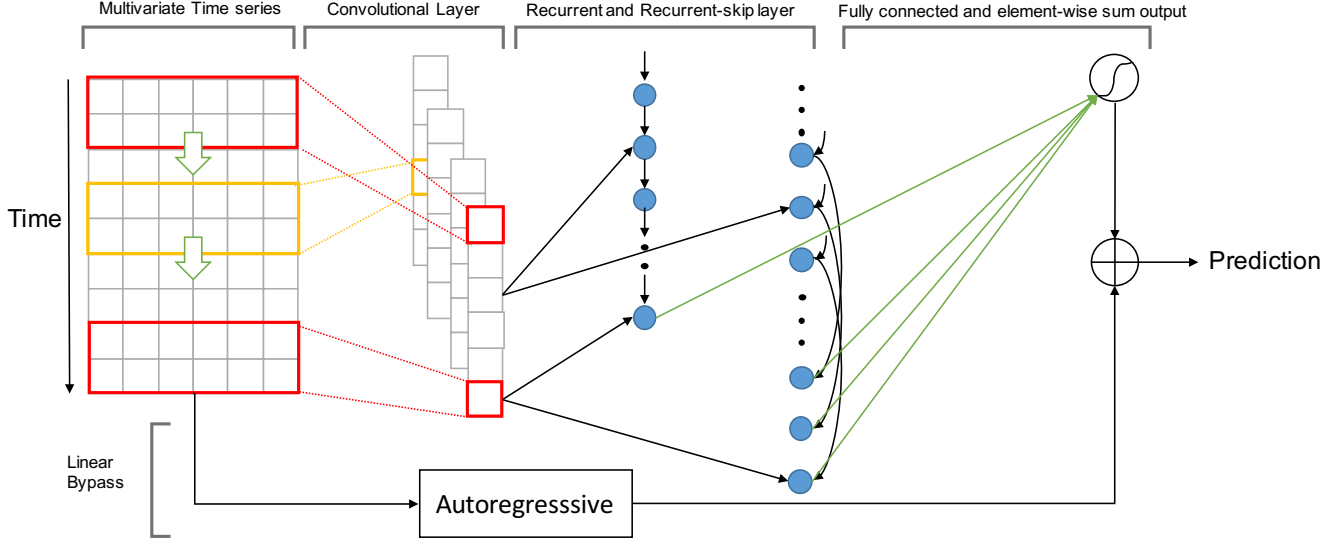 Multivariate Time series
Convolutional Layer
Recurrent and Recurrent-skip layer
Fully connected and element-wise sum output
Time
Prediction
Linear
Bypass
Autoregresssive